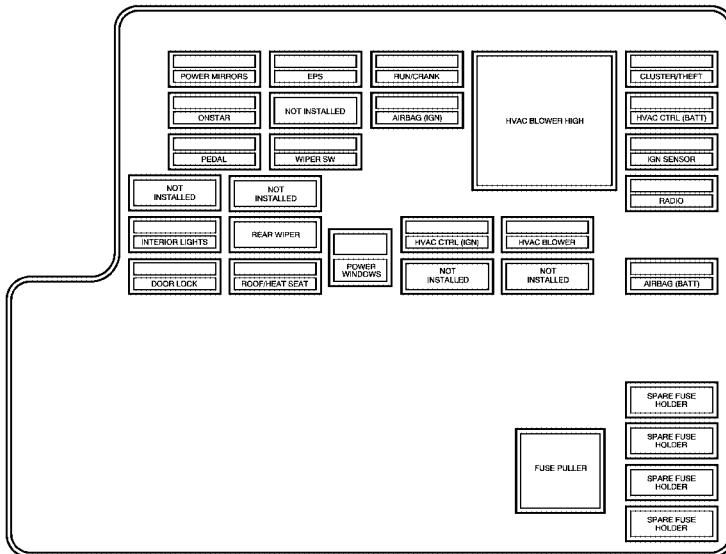 POWER MIRRORS
EPS
RUN/CRANK
HVAC BLOWER HIGH
CLUSTER/THEFT
ONSTAR
NOT INSTALLED
AIRBAG (IGN)
HVAC CTRL (BATT)
PEDAL
WIPER SW
IGN SENSOR
NOT
INSTALLED
NOT
INSTALLED
RADIO
INTERIOR LIGHTS
REAR WIPER
POWER
WINDOWS
HVAC CTRL (IGN)
HVAC BLOWER
DOOR LOCK
ROOF/HEAT SEAT
NOT
INSTALLED
NOT
INSTALLED
AIRBAG (BATT)
SPARE FUSE
HOLDER
SPARE FUSE
HOLDER
FUSE PULLER
SPARE FUSE
HOLDER
SPARE FUSE
HOLDER